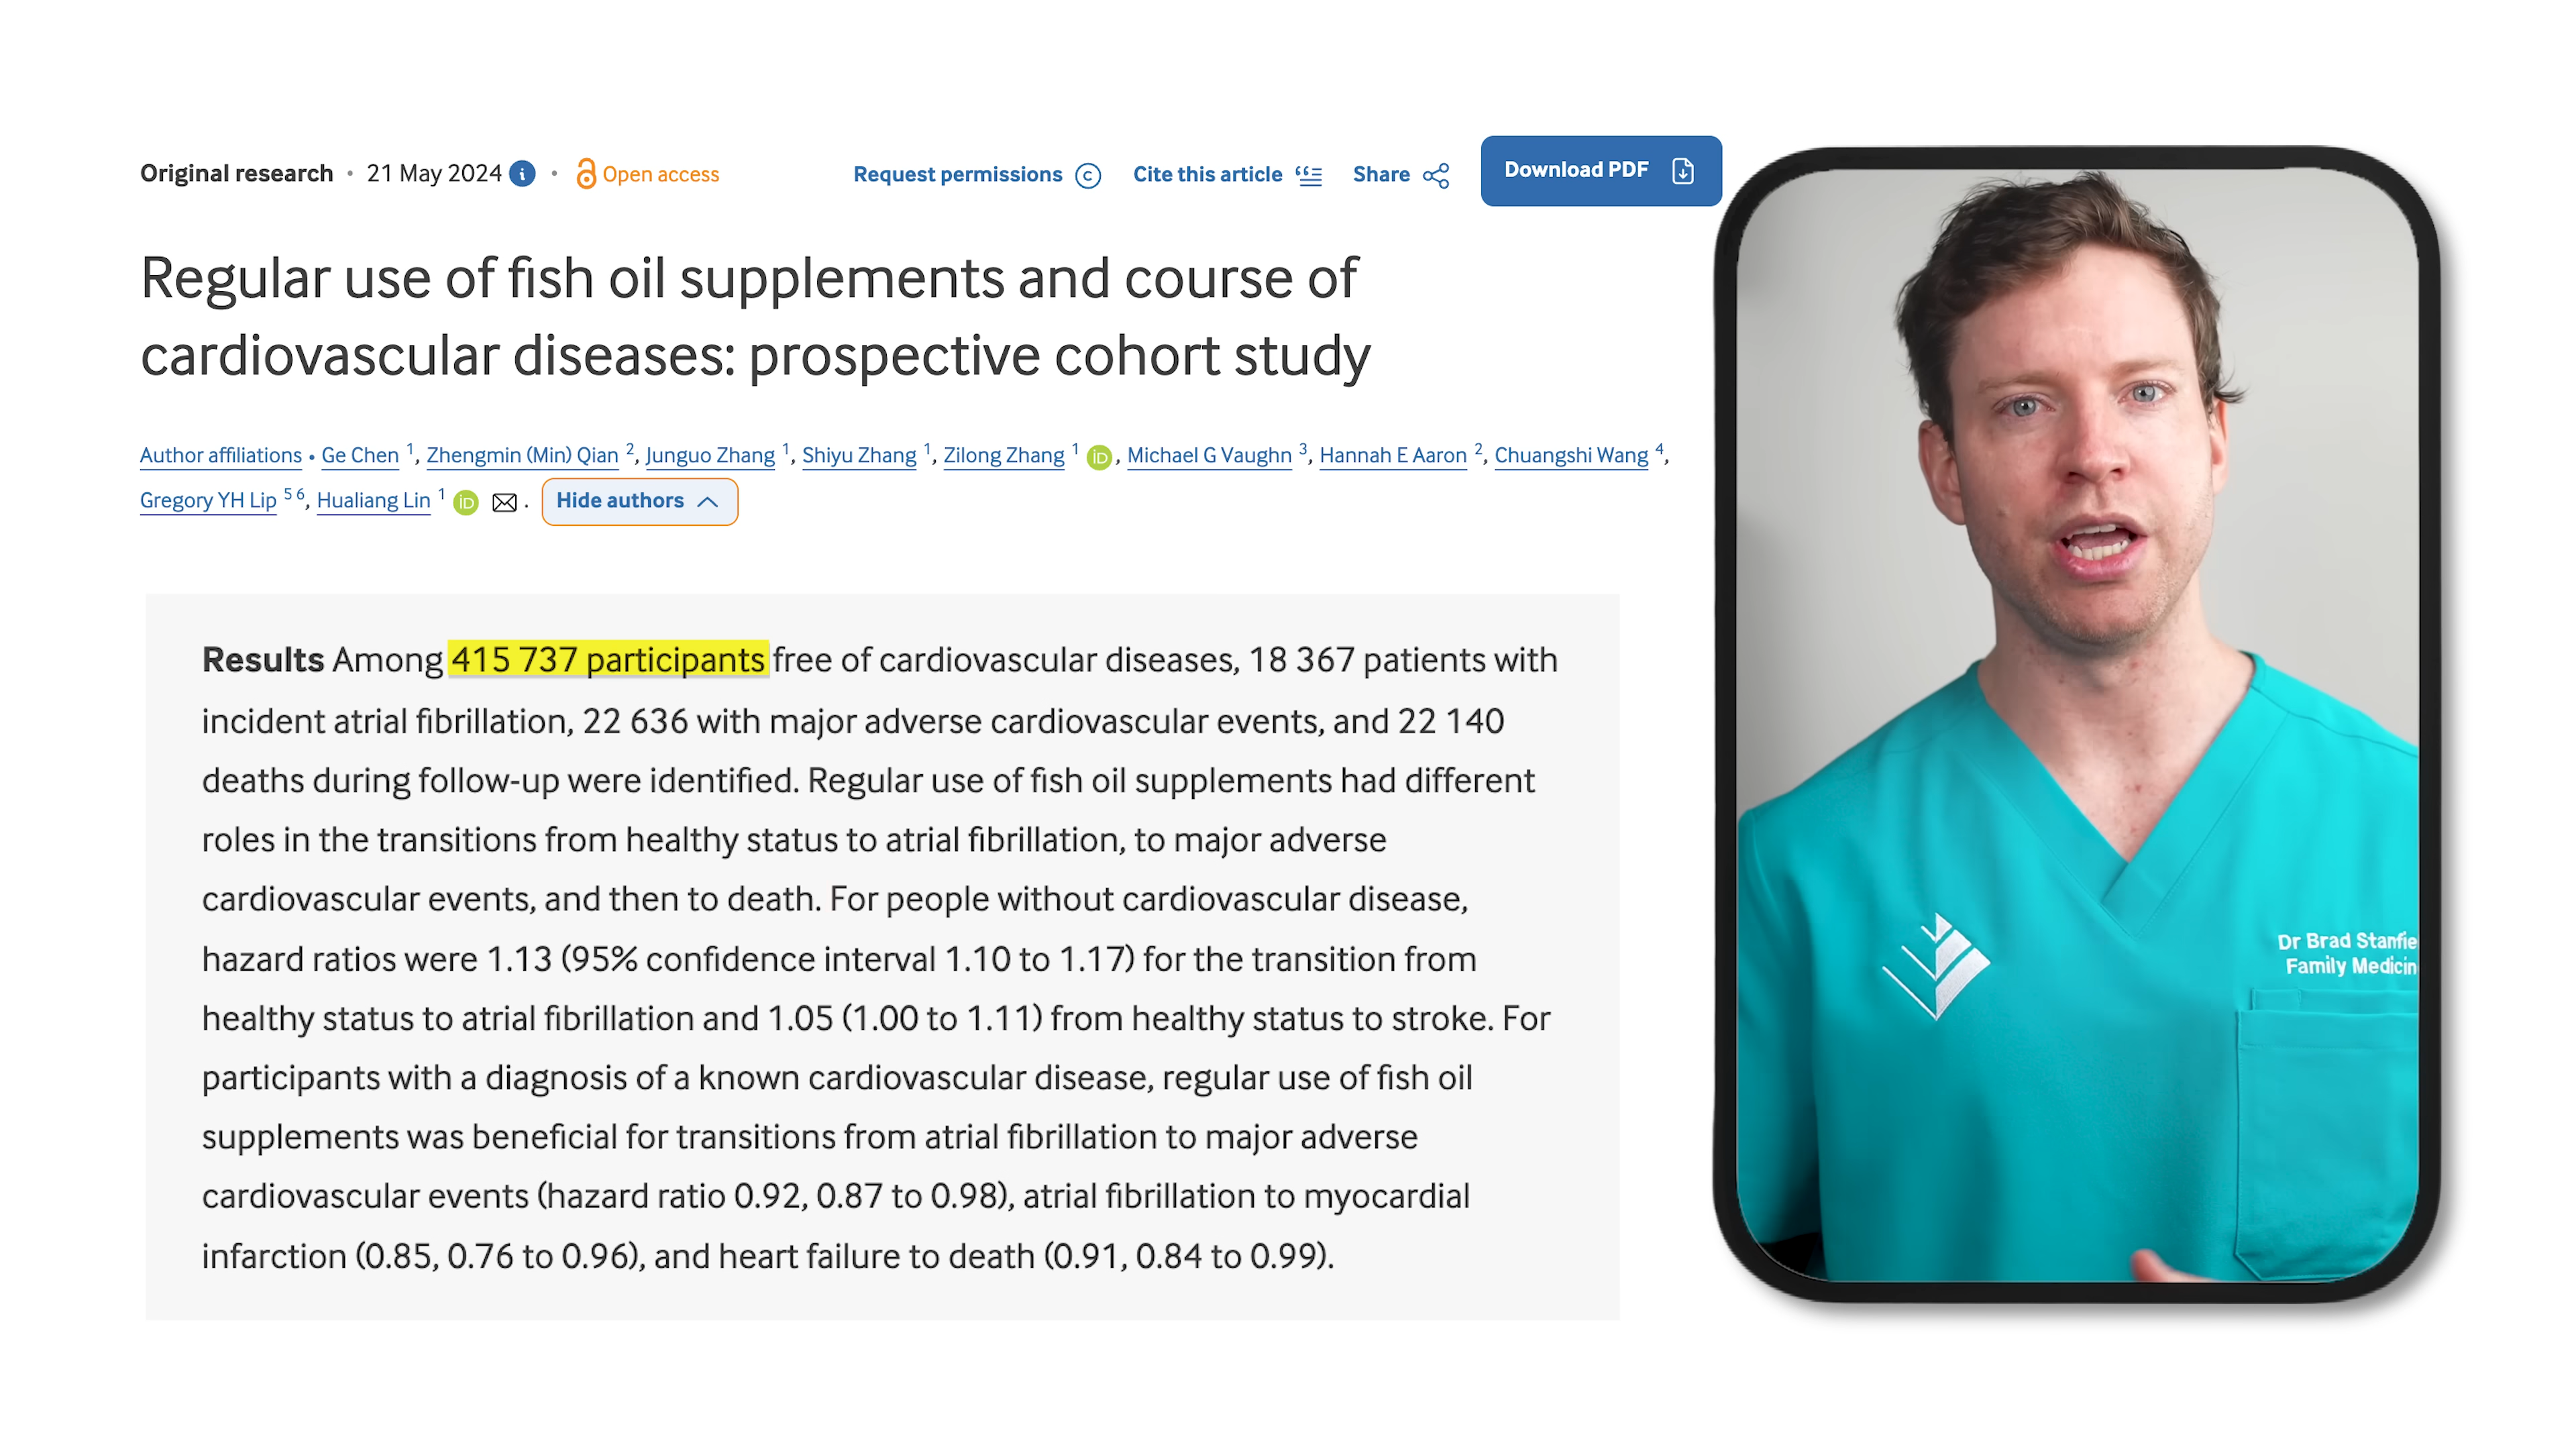 Original research • 21 May 2024 i • Open access Request permissions © Cite this article Share Download PDF
Regular use of fish oil supplements and course of
cardiovascular diseases: prospective cohort study
Author affiliations • Ge Chen 1, Zhengmin (Min) Qian 2, Junguo Zhang 1, Shiyu Zhang 1, Zilong Zhang 1 iD, Michael G Vaughn 3, Hannah E Aaron 2, Chuangshi Wang 4,
Gregory YH Lip 5 6, Hualiang Lin 1 iD . Hide authors
Results Among 415 737 participants free of cardiovascular diseases, 18 367 patients with
incident atrial fibrillation, 22 636 with major adverse cardiovascular events, and 22 140
deaths during follow-up were identified. Regular use of fish oil supplements had different
roles in the transitions from healthy status to atrial fibrillation, to major adverse
cardiovascular events, and then to death. For people without cardiovascular disease,
hazard ratios were 1.13 (95% confidence interval 1.10 to 1.17) for the transition from
healthy status to atrial fibrillation and 1.05 (1.00 to 1.11) from healthy status to stroke. For
participants with a diagnosis of a known cardiovascular disease, regular use of fish oil
supplements was beneficial for transitions from atrial fibrillation to major adverse
cardiovascular events (hazard ratio 0.92, 0.87 to 0.98), atrial fibrillation to myocardial
infarction (0.85, 0.76 to 0.96), and heart failure to death (0.91, 0.84 to 0.99).
Dr Brad Stanfie
Family Medicin